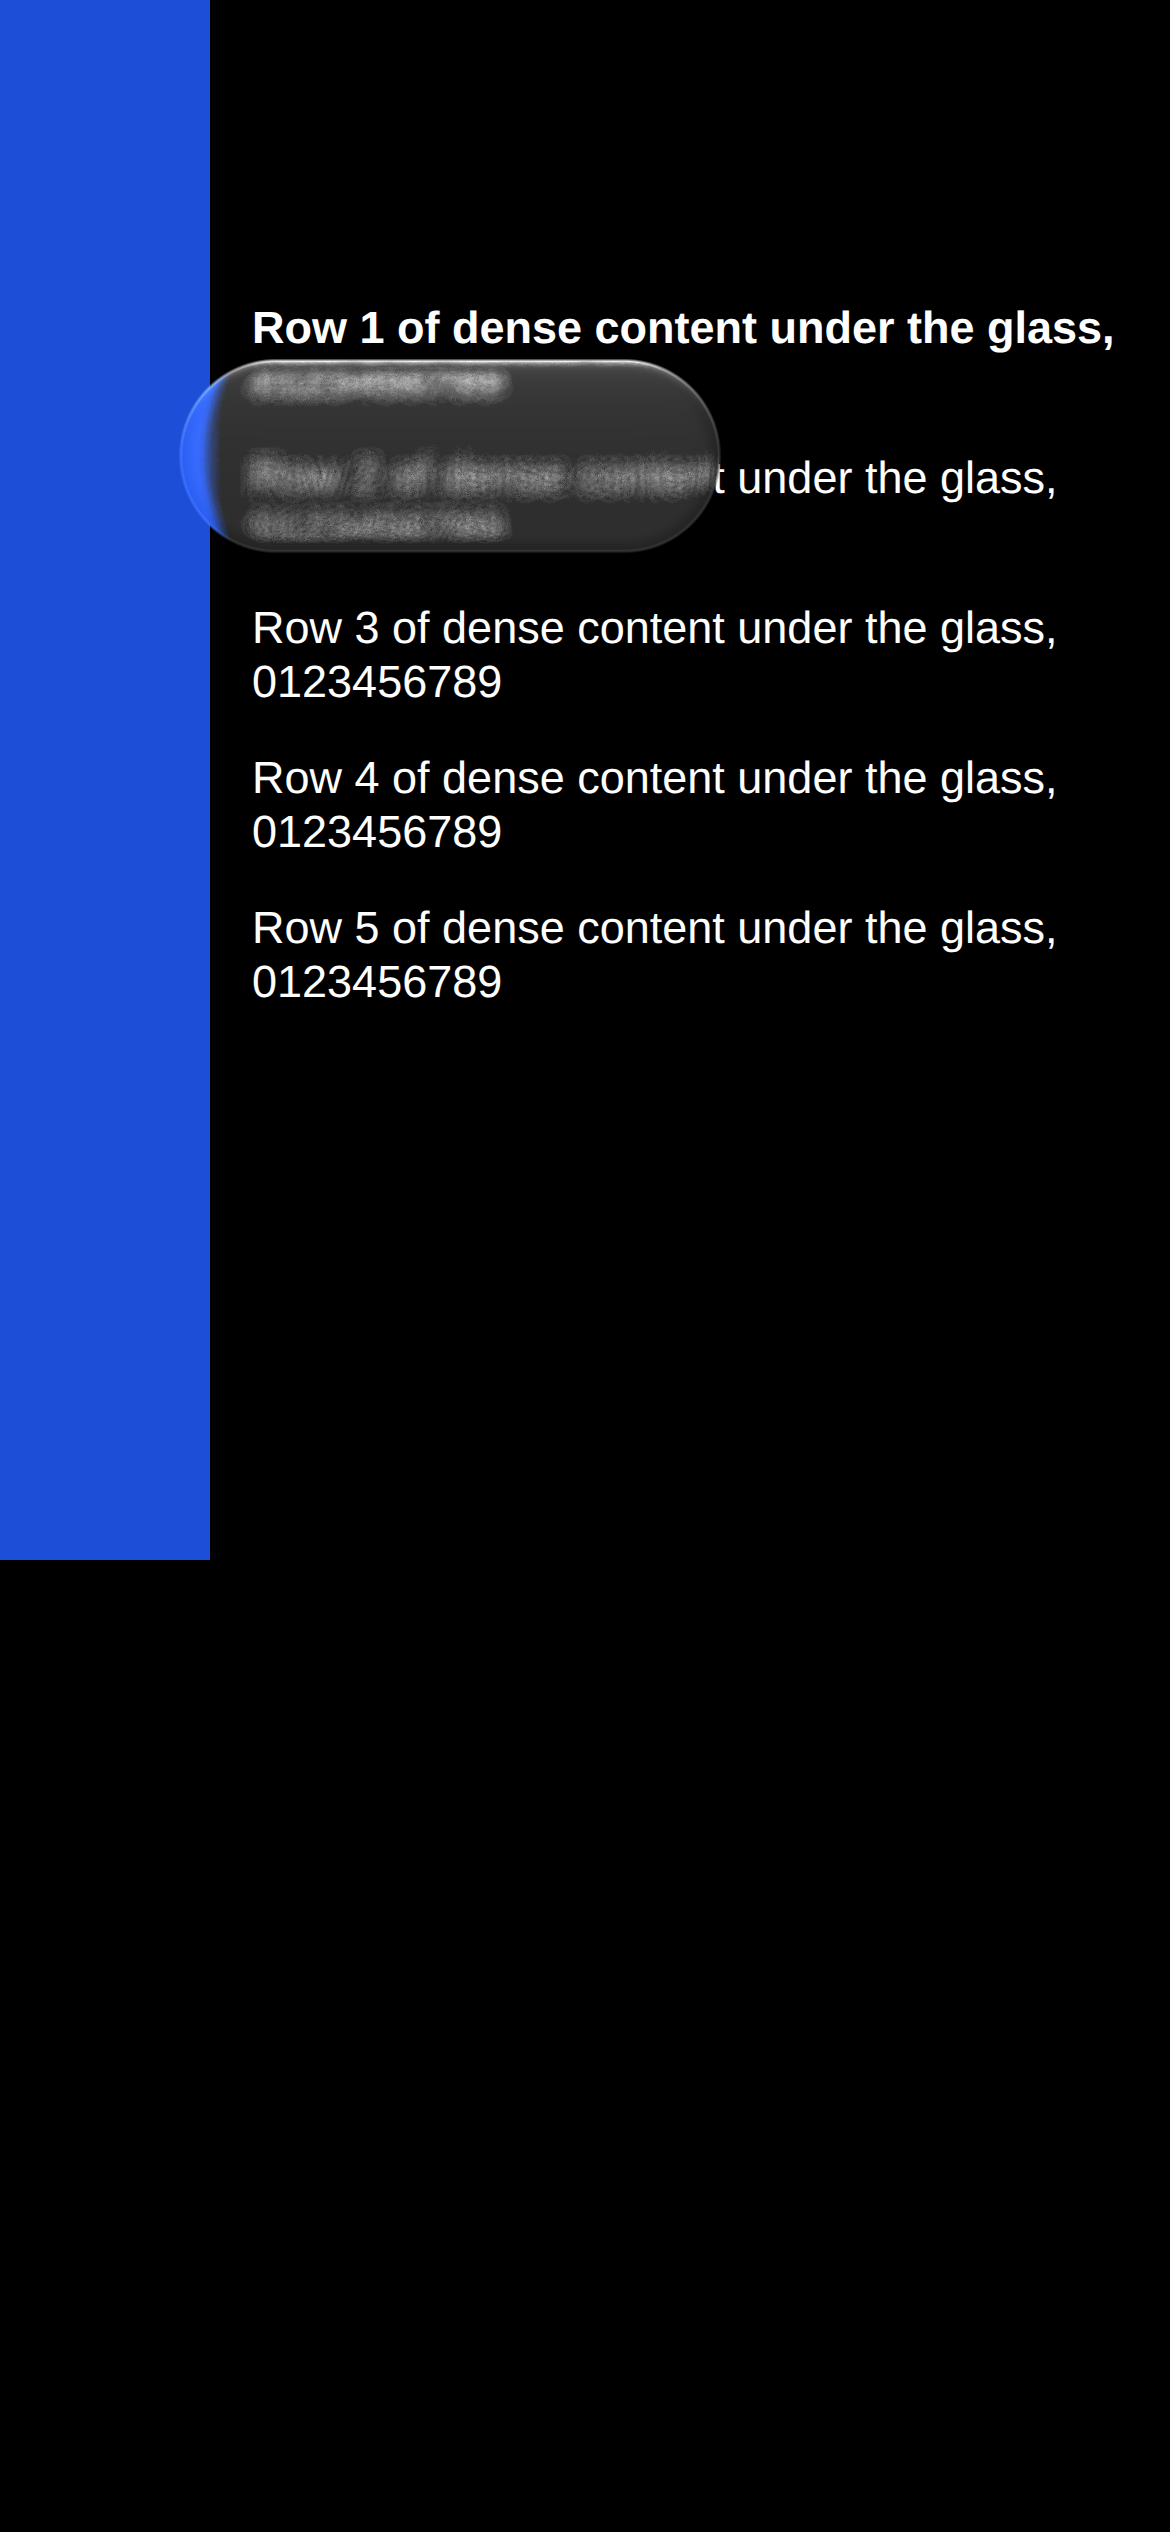 Row 1 of dense content under the glass,
under the glass,
Row 3 of dense content under the glass,
0123456789
Row 4 of dense content under the glass,
0123456789
Row 5 of dense content under the glass,
0123456789